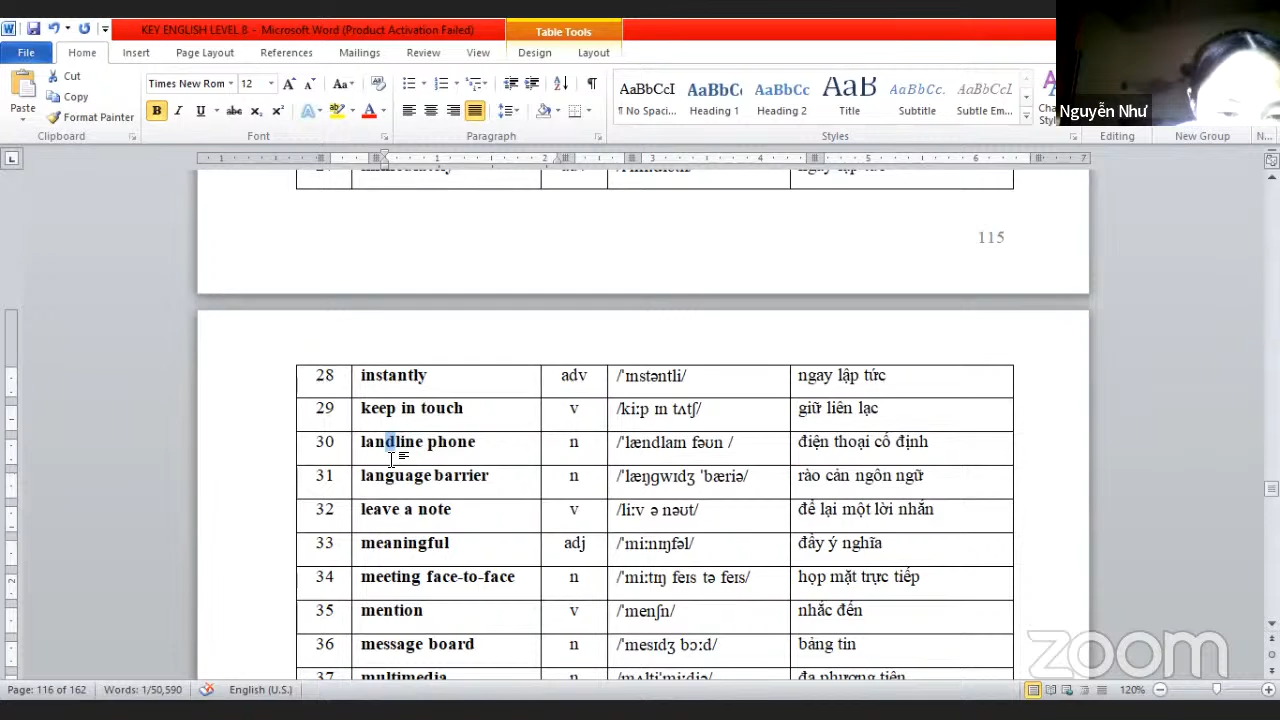 KEY ENGLISH LEVEL 8 - Microsoft Word (Product Activation Failed)
Table Tools
File Home Insert Page Layout References Mailings Review View Design Layout
Cut
Copy
Format Painter
Paste
Times New Rom 12
AaBbCcI AaBbCc AaBbCc AaB AaBbCc. AaBbCcL
¶ No Spaci... Heading 1 Heading 2 Title Subtitle Subtle Em...
Clipboard Font Paragraph Styles Editing New Group N...
Nguyễn Như
115
28 instantly adv /ˈɪnstəntli/ ngay lập tức
29 keep in touch v /kiːp ɪn tʌtʃ/ giữ liên lạc
30 landline phone n /ˈlændlaɪn fəʊn / điện thoại cố định
31 language barrier n /ˈlæŋɡwɪdʒ ˈbæriə/ rào cản ngôn ngữ
32 leave a note v /liːv ə nəʊt/ để lại một lời nhắn
33 meaningful adj /ˈmiːnɪŋfəl/ đầy ý nghĩa
34 meeting face-to-face n /ˈmiːtɪŋ feɪs tə feɪs/ họp mặt trực tiếp
35 mention v /ˈmenʃn/ nhắc đến
36 message board n /ˈmesɪdʒ bɔːd/ bảng tin
37 multimedia n đa phương tiện
zoom
Page: 116 of 162 Words: 1/50,590 English (U.S.) 120%